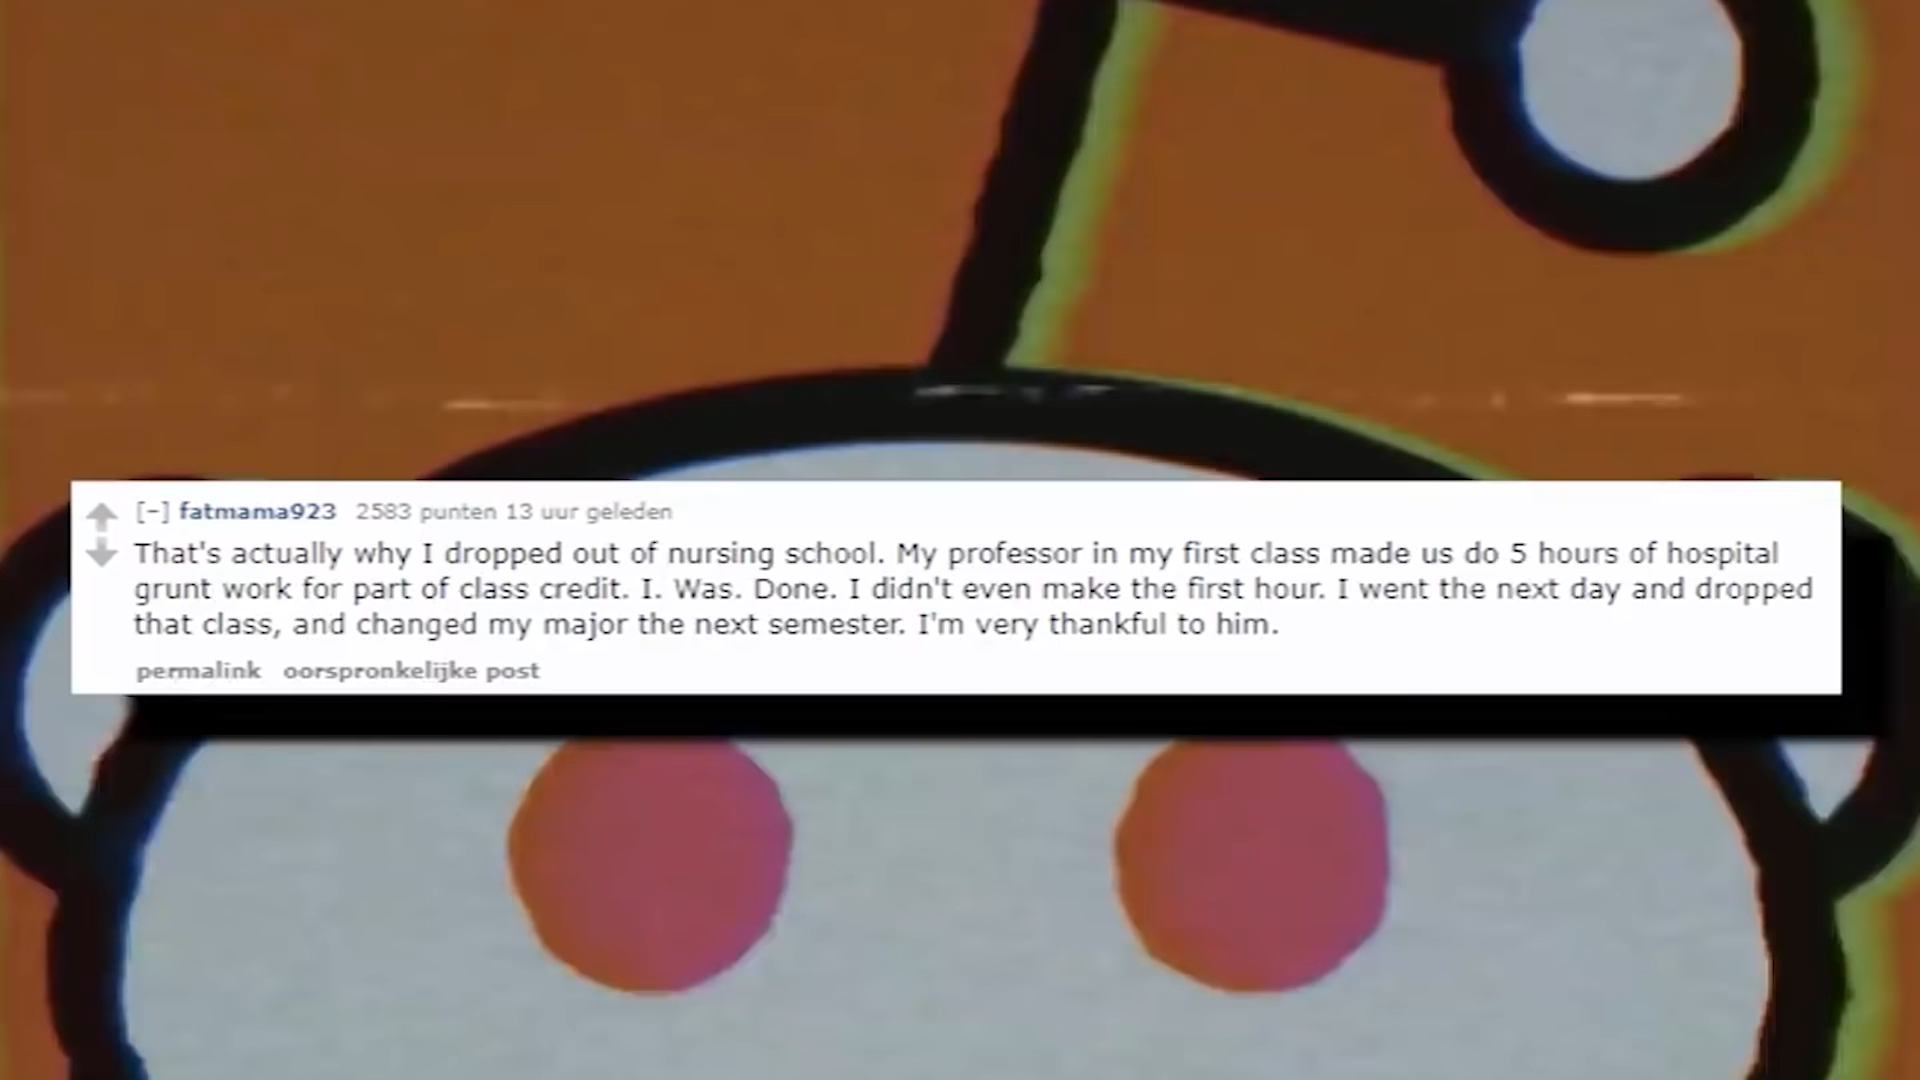 [-] fatmama923 2583 punten 13 uur geleden
That's actually why I dropped out of nursing school. My professor in my first class made us do 5 hours of hospital
grunt work for part of class credit. I. Was. Done. I didn't even make the first hour. I went the next day and dropped
that class, and changed my major the next semester. I'm very thankful to him.
permalink oorspronkelijke post